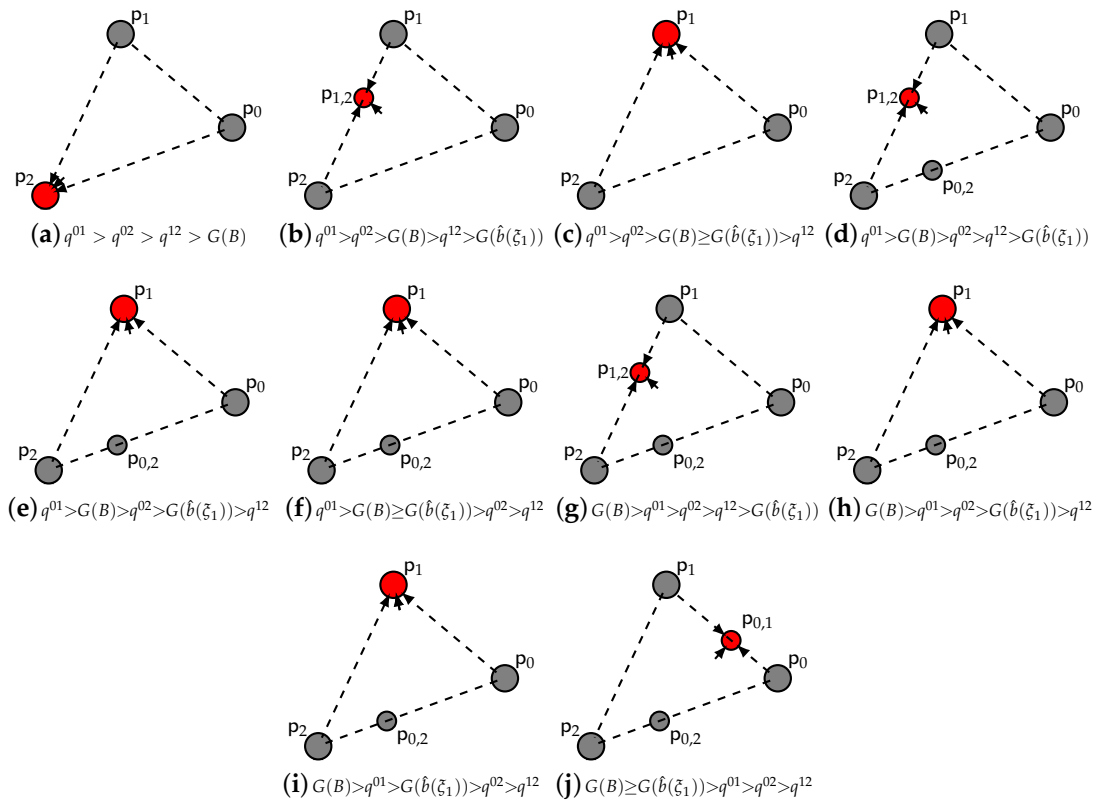 p₁ p₁ p₁ p₁
p₁,₂ p₁,₂
p₀ p₀ p₀ p₀
p₂ p₂ p₂ p₂ p₀,₂
(a) q⁰¹ > q⁰² > q¹² > G(B) (b) q⁰¹>q⁰²>G(B)>q¹²>G(b̂(ξ₁)) (c) q⁰¹>q⁰²>G(B)≥G(b̂(ξ₁))>q¹² (d) q⁰¹>G(B)>q⁰²>q¹²>G(b̂(ξ₁))
p₁ p₁ p₁ p₁
p₁,₂
p₀ p₀ p₀ p₀
p₂ p₀,₂ p₂ p₀,₂ p₂ p₀,₂ p₂ p₀,₂
(e) q⁰¹>G(B)>q⁰²>G(b̂(ξ₁))>q¹² (f) q⁰¹>G(B)≥G(b̂(ξ₁))>q⁰²>q¹² (g) G(B)>q⁰¹>q⁰²>q¹²>G(b̂(ξ₁)) (h) G(B)>q⁰¹>q⁰²>G(b̂(ξ₁))>q¹²
p₁ p₁
p₀,₁
p₀ p₀
p₂ p₀,₂ p₂ p₀,₂
(i) G(B)>q⁰¹>G(b̂(ξ₁))>q⁰²>q¹² (j) G(B)≥G(b̂(ξ₁))>q⁰¹>q⁰²>q¹²